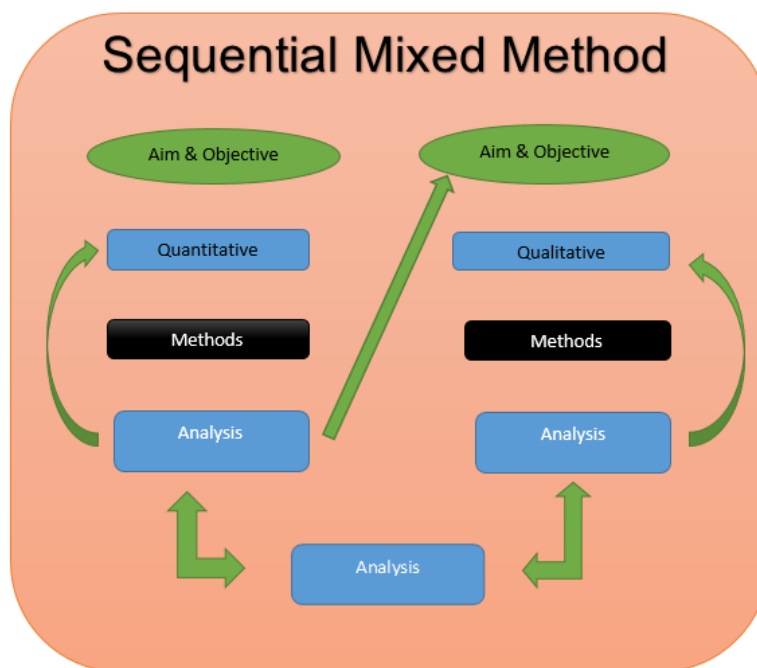 Sequential Mixed Method
Aim & Objective
Aim & Objective
Quantitative
Qualitative
Methods
Methods
Analysis
Analysis
Analysis